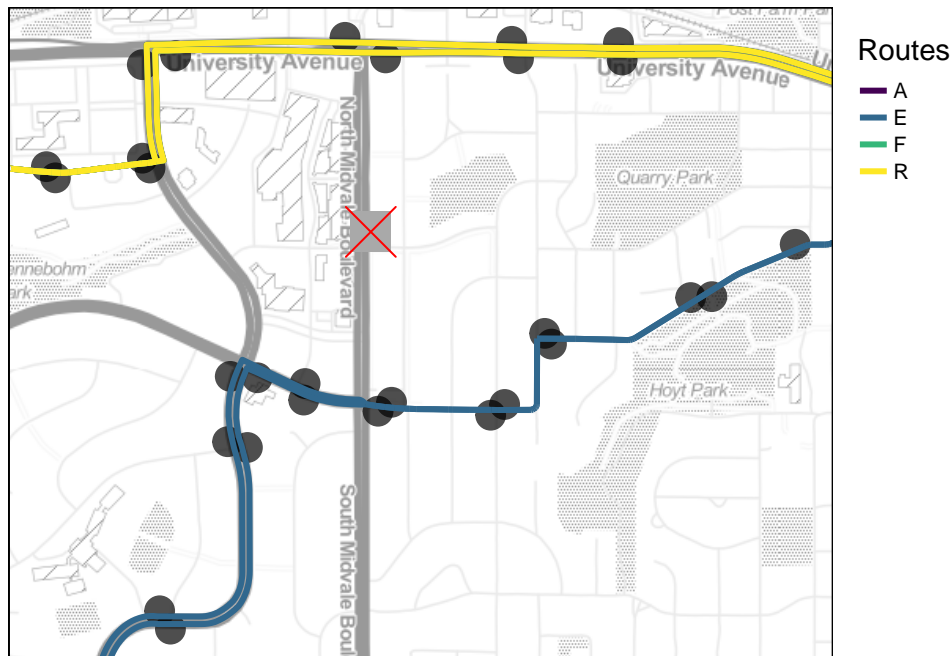 Routes
A
E
F
R
University Avenue
University Avenue
North Midvale Boulevard
Quarry Park
Hoyt Park
South Midvale Boul